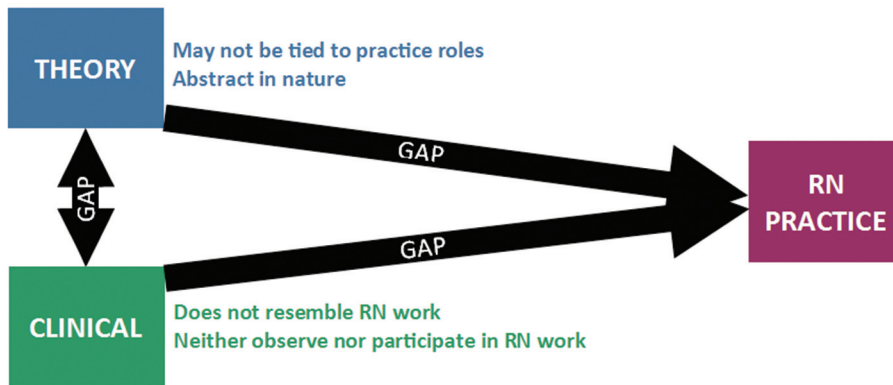 THEORY
May not be tied to practice roles
Abstract in nature
GAP
GAP
GAP
RN
PRACTICE
CLINICAL
Does not resemble RN work
Neither observe nor participate in RN work